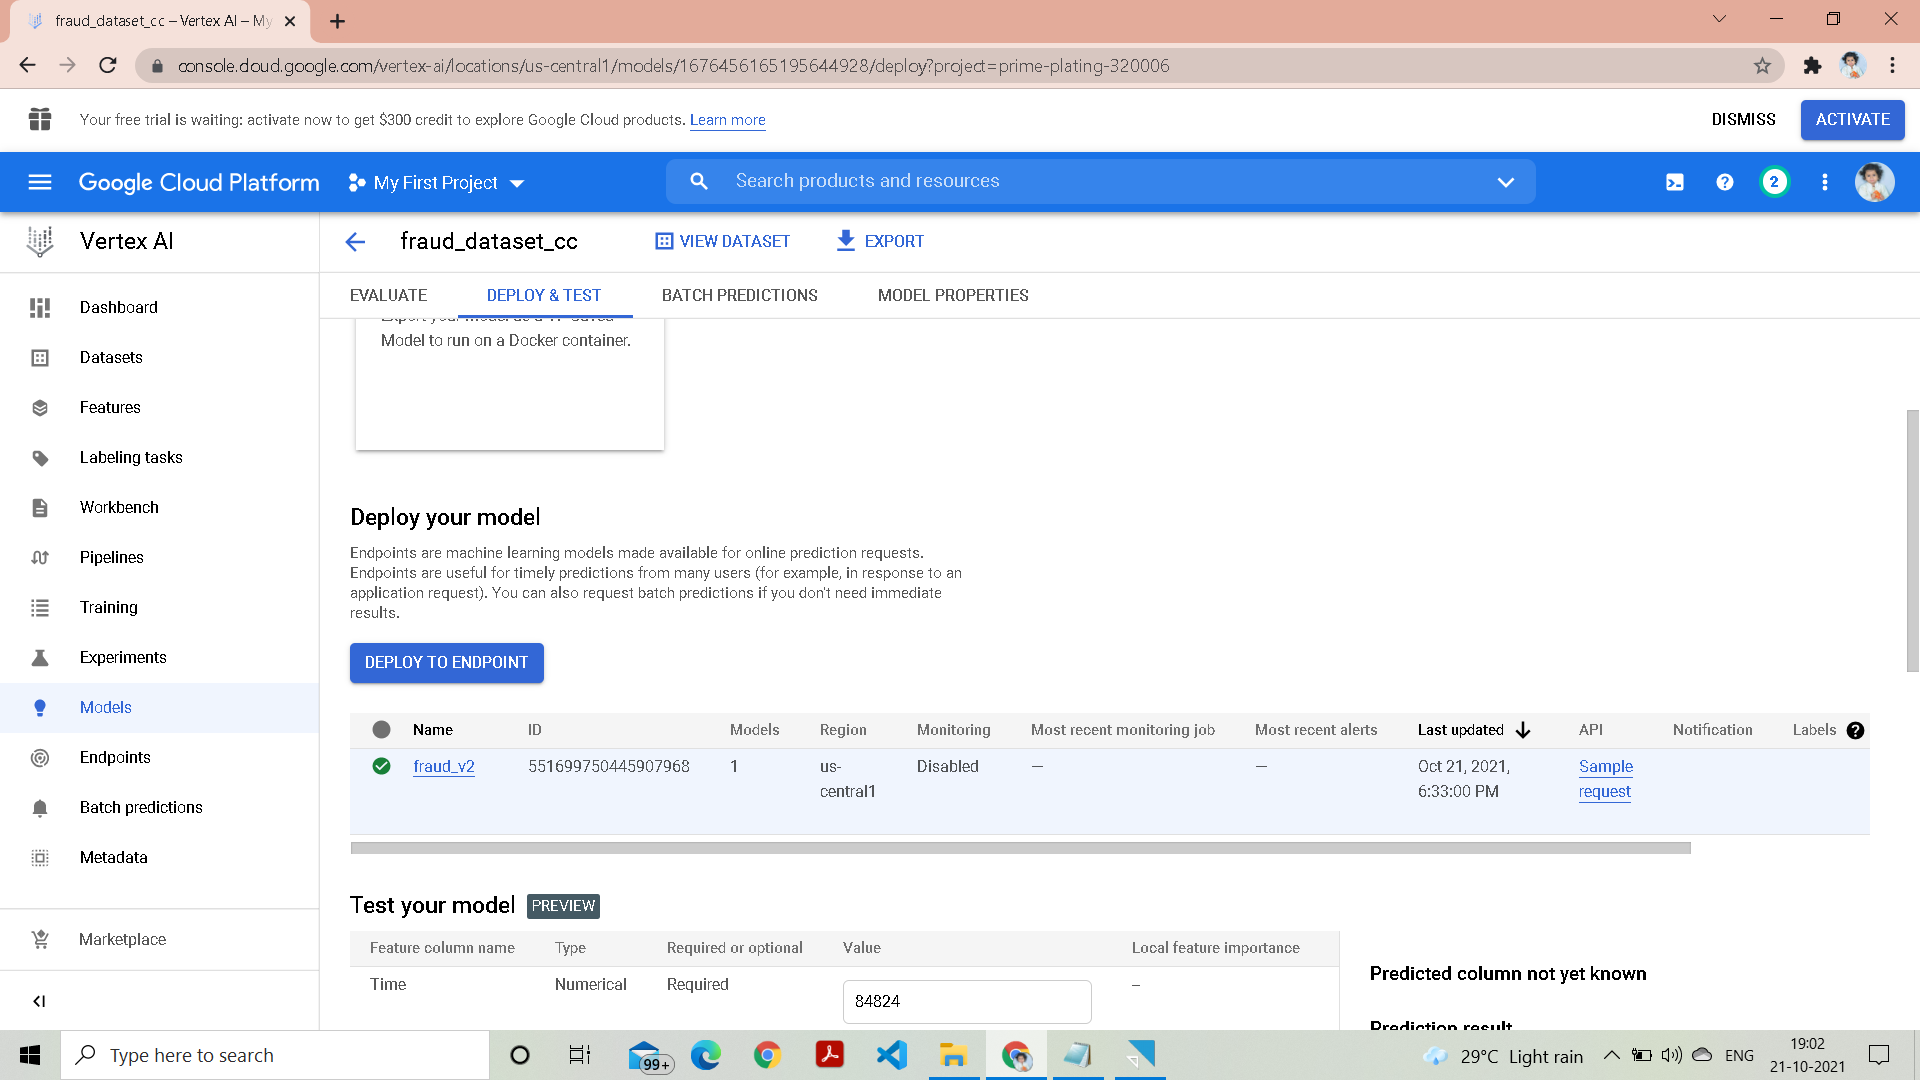 fraud_dataset_cc – Vertex AI – My
console.cloud.google.com/vertex-ai/locations/us-central1/models/1676456165195644928/deploy?project=prime-plating-320006
Your free trial is waiting: activate now to get $300 credit to explore Google Cloud products. Learn more
DISMISS
ACTIVATE
Google Cloud Platform
My First Project
Search products and resources
2
Vertex AI
fraud_dataset_cc
VIEW DATASET
EXPORT
EVALUATE
DEPLOY & TEST
BATCH PREDICTIONS
MODEL PROPERTIES
Dashboard
Datasets
Features
Labeling tasks
Workbench
Pipelines
Training
Experiments
Models
Endpoints
Batch predictions
Metadata
Marketplace
Export your model as a TF Saved
Model to run on a Docker container.
Deploy your model
Endpoints are machine learning models made available for online prediction requests.
Endpoints are useful for timely predictions from many users (for example, in response to an
application request). You can also request batch predictions if you don't need immediate
results.
DEPLOY TO ENDPOINT
Name ID Models Region Monitoring Most recent monitoring job Most recent alerts Last updated API Notification Labels
fraud_v2 551699750445907968 1 us- Disabled — — Oct 21, 2021, Sample
central1 6:33:00 PM request
Test your model PREVIEW
Feature column name Type Required or optional Value Local feature importance
Time Numerical Required 84824 –
Predicted column not yet known
Prediction result
Type here to search
99+
29°C Light rain
ENG
19:02
21-10-2021